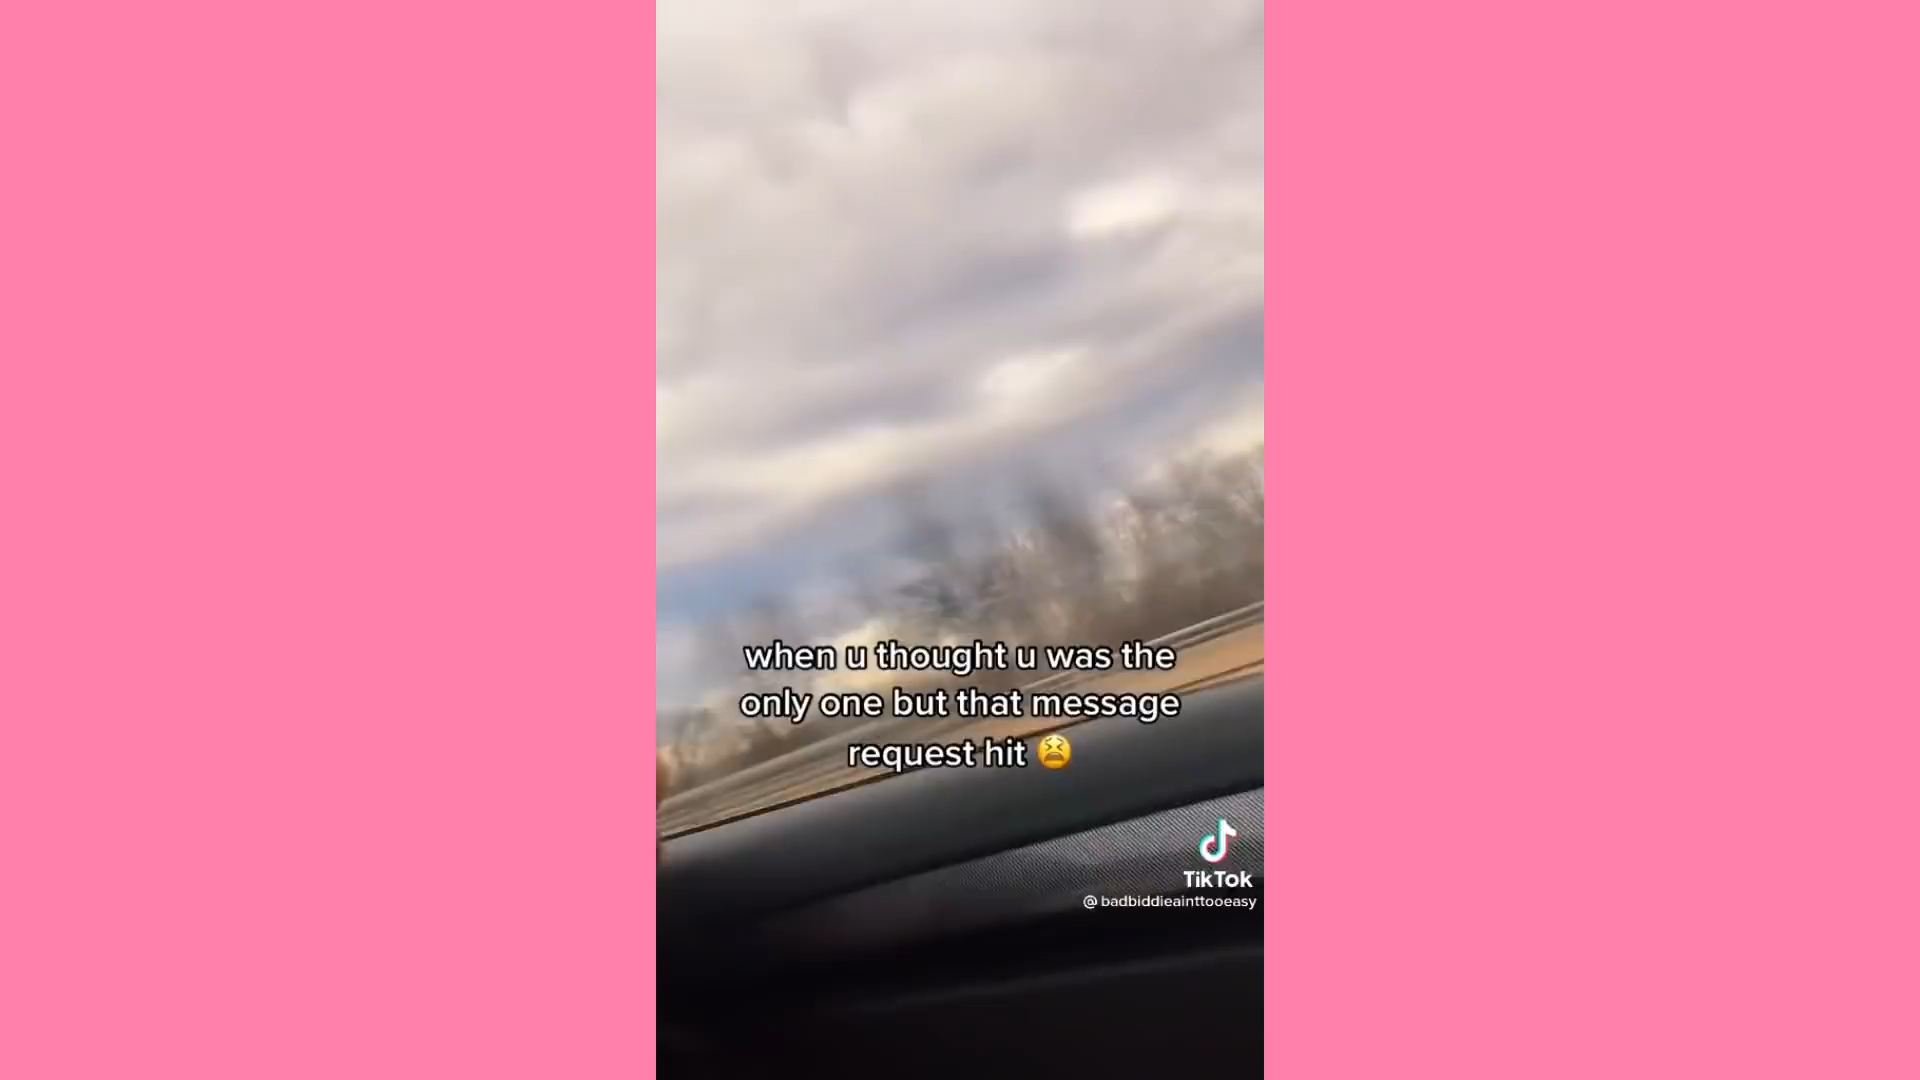 when u thought u was the
only one but that message
request hit 😫
TikTok
@badbiddieainttooeasy